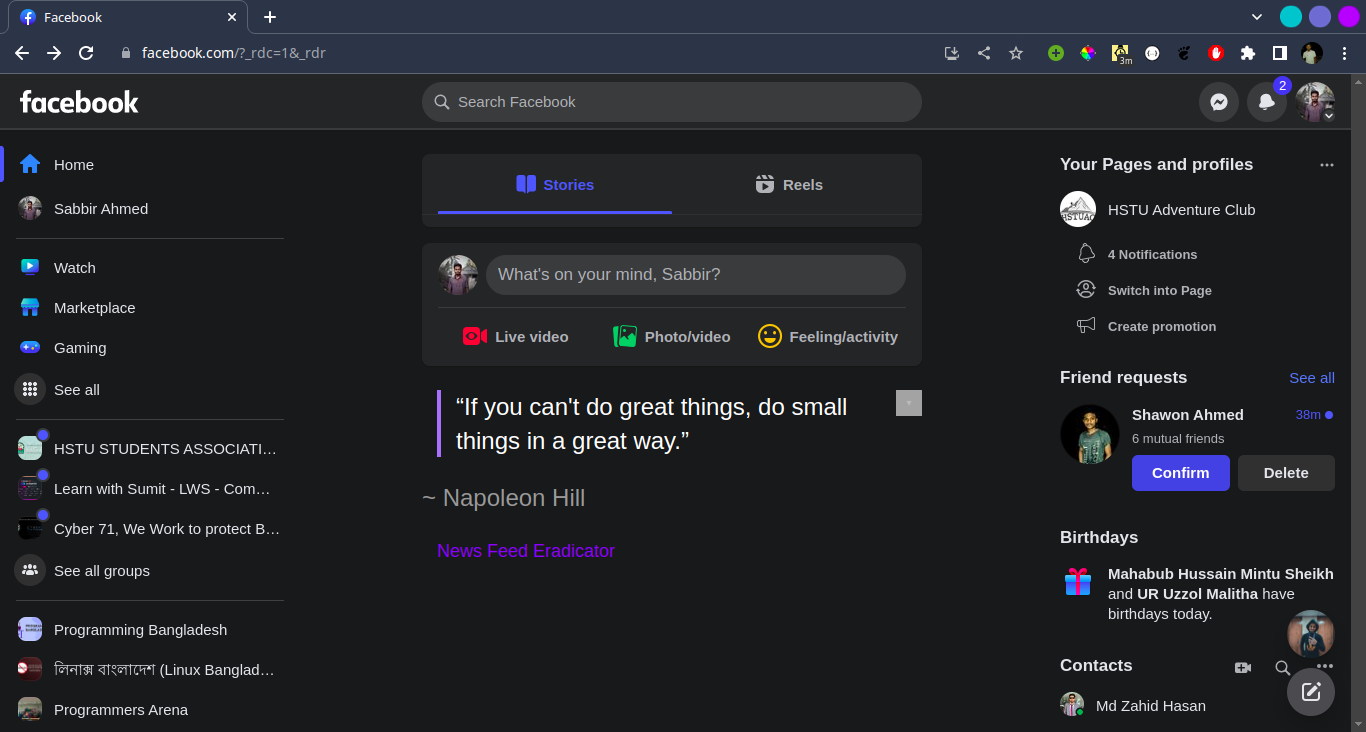 Facebook
facebook.com/?_rdc=1&_rdr
3m
facebook
Search Facebook
2
Home
Sabbir Ahmed
Watch
Marketplace
Gaming
See all
HSTU STUDENTS ASSOCIATI...
Learn with Sumit - LWS - Com...
Cyber 71, We Work to protect B...
See all groups
Programming Bangladesh
লিনাক্স বাংলাদেশ (Linux Banglad...
Programmers Arena
Stories
Reels
What's on your mind, Sabbir?
Live video
Photo/video
Feeling/activity
“If you can't do great things, do small
things in a great way.”
~ Napoleon Hill
News Feed Eradicator
Your Pages and profiles
HSTU Adventure Club
4 Notifications
Switch into Page
Create promotion
Friend requests
See all
Shawon Ahmed
38m
6 mutual friends
Confirm
Delete
Birthdays
Mahabub Hussain Mintu Sheikh
and UR Uzzol Malitha have
birthdays today.
Contacts
Md Zahid Hasan